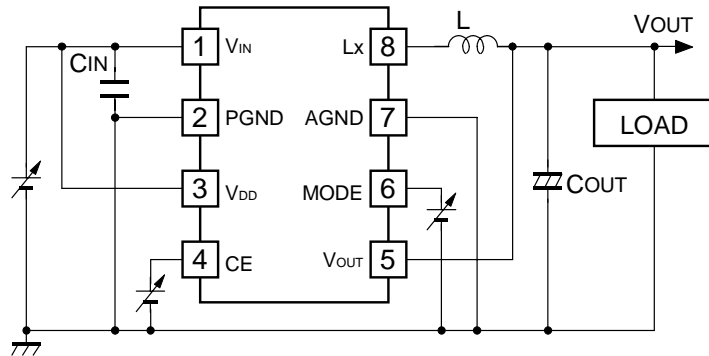 L
VOUT
CIN
1 VIN Lx 8
2 PGND AGND 7
LOAD
3 VDD MODE 6
COUT
4 CE VOUT 5